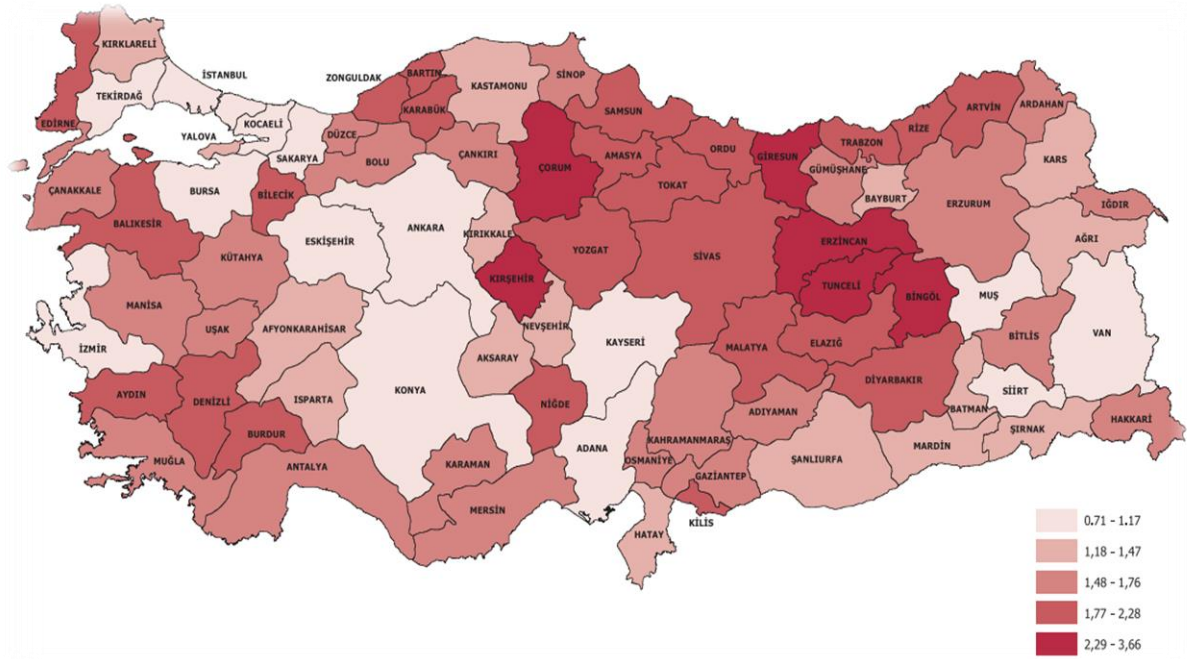 KIRKLARELİ
İSTANBUL
TEKİRDAĞ
EDİRNE
KOCAELİ
YALOVA
SAKARYA
ZONGULDAK
BARTIN
KARABÜK
KASTAMONU
SİNOP
SAMSUN
DÜZCE
BOLU
ÇANKIRI
ÇORUM
AMASYA
ORDU
TOKAT
GİRESUN
TRABZON
RİZE
ARTVİN
ARDAHAN
KARS
GÜMÜŞHANE
BAYBURT
ERZURUM
IĞDIR
AĞRI
ÇANAKKALE
BALIKESİR
BURSA
BİLECİK
ESKİŞEHİR
ANKARA
KIRIKKALE
KÜTAHYA
KIRŞEHİR
YOZGAT
SİVAS
ERZİNCAN
TUNCELİ
BİNGÖL
MUŞ
VAN
BİTLİS
MANİSA
UŞAK
AFYONKARAHİSAR
NEVŞEHİR
KAYSERİ
MALATYA
ELAZIĞ
İZMİR
AKSARAY
DİYARBAKIR
SİİRT
BATMAN
AYDIN
DENİZLİ
ISPARTA
KONYA
NİĞDE
ADIYAMAN
BURDUR
KAHRAMANMARAŞ
MARDİN
ŞIRNAK
HAKKARİ
MUĞLA
ANTALYA
KARAMAN
ADANA
OSMANİYE
GAZİANTEP
ŞANLIURFA
MERSİN
KİLİS
HATAY
0.71 - 1.17
1,18 - 1,47
1,48 - 1,76
1,77 - 2,28
2,29 - 3,66